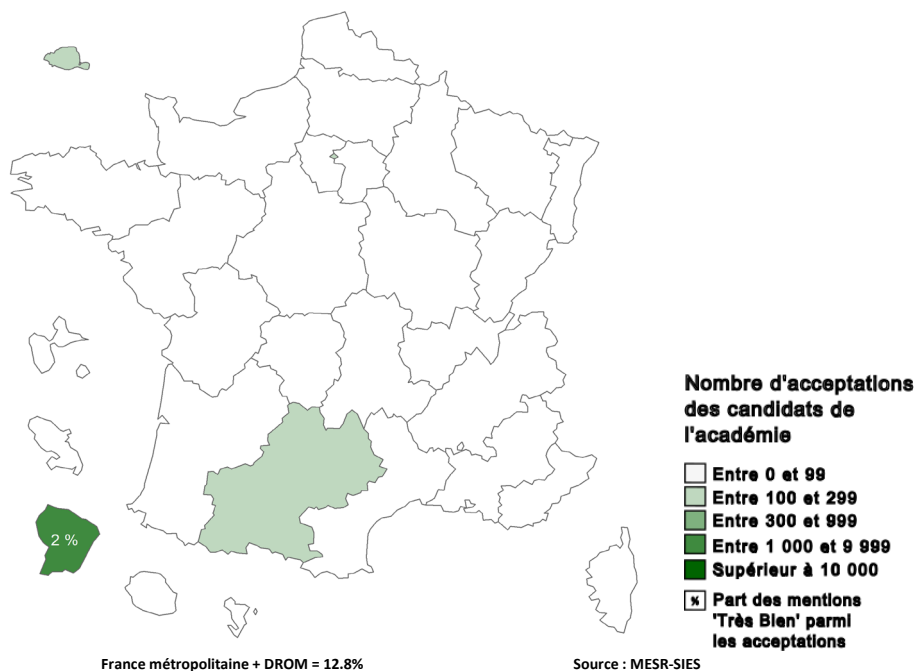 2 %
Nombre d'acceptations
des candidats de
l'académie
Entre 0 et 99
Entre 100 et 299
Entre 300 et 999
Entre 1 000 et 9 999
Supérieur à 10 000
% Part des mentions
'Très Bien' parmi
les acceptations
France métropolitaine + DROM = 12.8%
Source : MESR-SIES